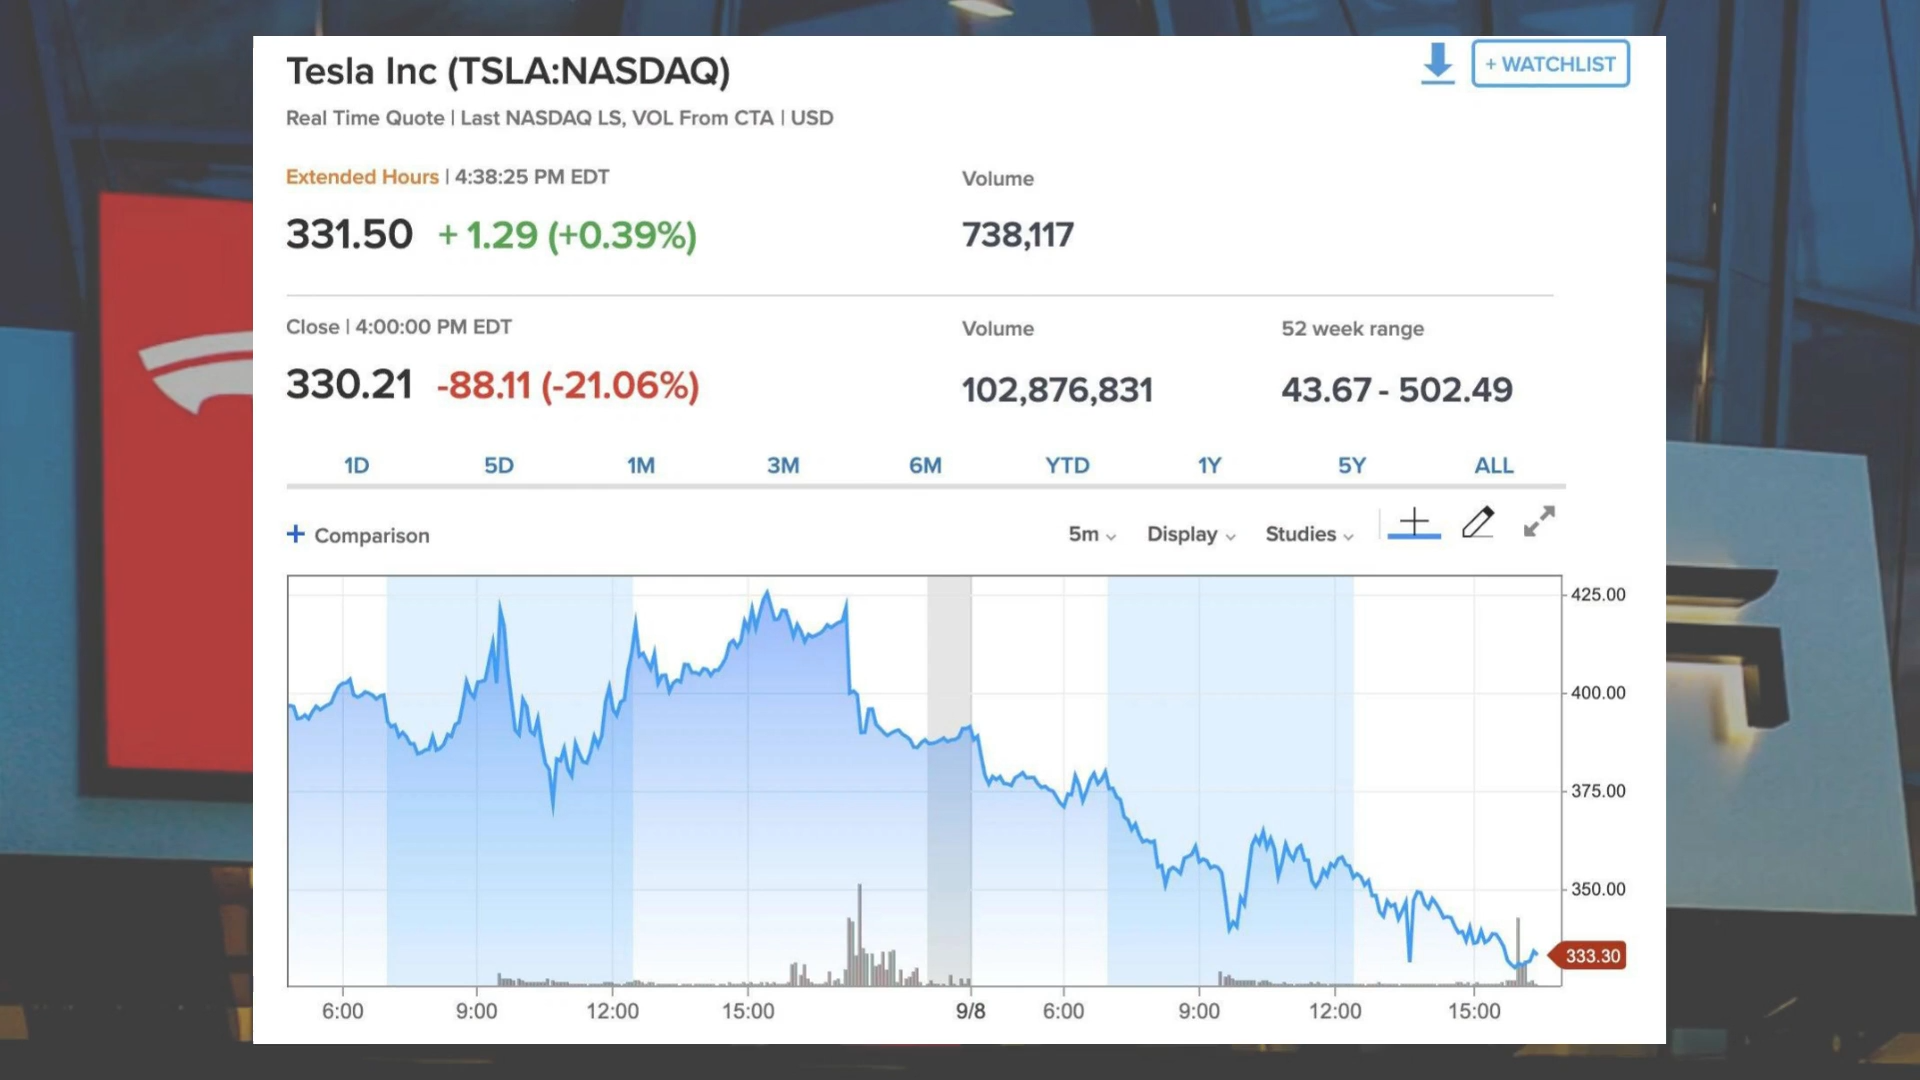 Tesla Inc (TSLA:NASDAQ)
+ WATCHLIST
Real Time Quote | Last NASDAQ LS, VOL From CTA | USD
Extended Hours | 4:38:25 PM EDT
Volume
331.50 + 1.29 (+0.39%)
738,117
Close | 4:00:00 PM EDT
Volume
52 week range
330.21 -88.11 (-21.06%)
102,876,831
43.67 - 502.49
1D 5D 1M 3M 6M YTD 1Y 5Y ALL
+ Comparison
5m Display Studies
425.00
400.00
375.00
350.00
333.30
6:00 9:00 12:00 15:00 9/8 6:00 9:00 12:00 15:00